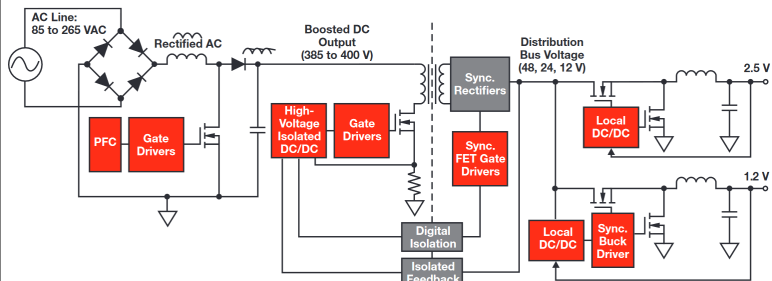 AC Line:
85 to 265 VAC
Rectified AC
Boosted DC
Output
(385 to 400 V)
Distribution
Bus Voltage
(48, 24, 12 V)
2.5 V
Sync.
Rectifiers
PFC
Gate
Drivers
High-
Voltage
Isolated
DC/DC
Gate
Drivers
Sync.
FET Gate
Drivers
Local
DC/DC
1.2 V
Digital
Isolation
Local
DC/DC
Sync.
Buck
Driver
Isolated
Feedback